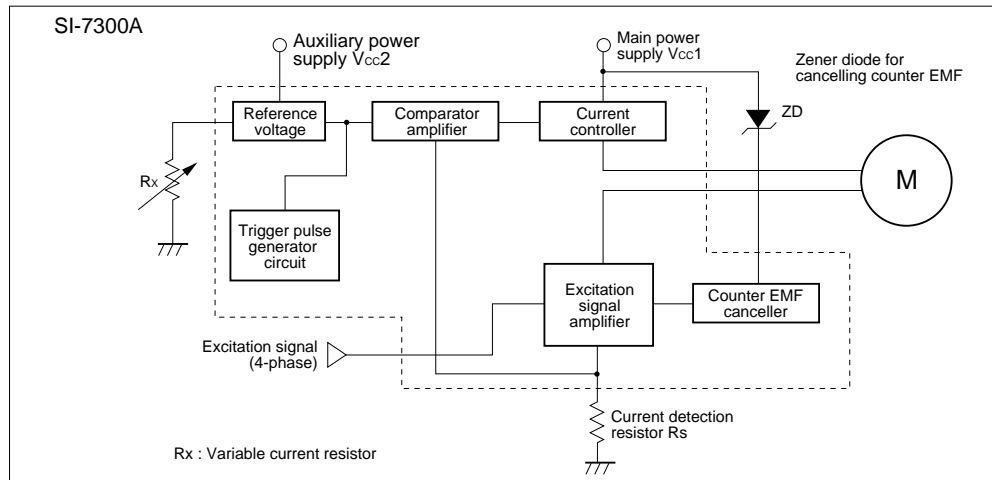 SI-7300A
Auxiliary power
supply Vcc2
Main power
supply Vcc1
Zener diode for
cancelling counter EMF
Reference
voltage
Comparator
amplifier
Current
controller
ZD
Rx
M
Trigger pulse
generator
circuit
Excitation
signal
amplifier
Counter EMF
canceller
Excitation signal
(4-phase)
Current detection
resistor Rs
Rx : Variable current resistor